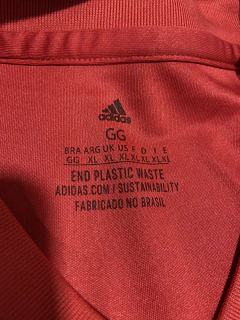 adidas
GG
BRA ARG UK US F D I E
GG XL XL XL XL XL XL XL
END PLASTIC WASTE
ADIDAS.COM / SUSTAINABILITY
FABRICADO NO BRASIL